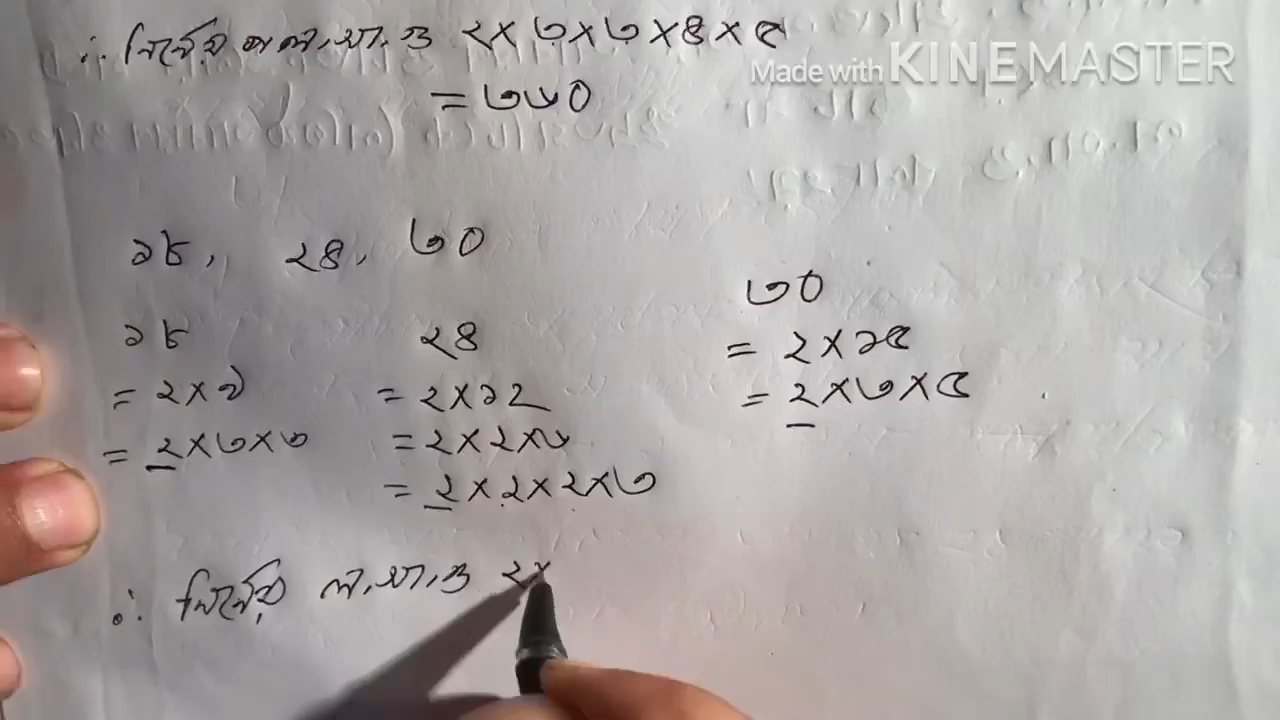 ∴ নির্ণেয় ল.সা.গু ২×৩×৩×৪×৫
Made with KINEMASTER
= ৩৬০
১৮, ২৪, ৩০
১৮
= ২×৯
= ২×৩×৩
২৪
= ২×১২
= ২×২×৬
= ২×২×২×৩
৩০
= ২×১৫
= ২×৩×৫
∴ নির্ণেয় ল.সা.গু ২×